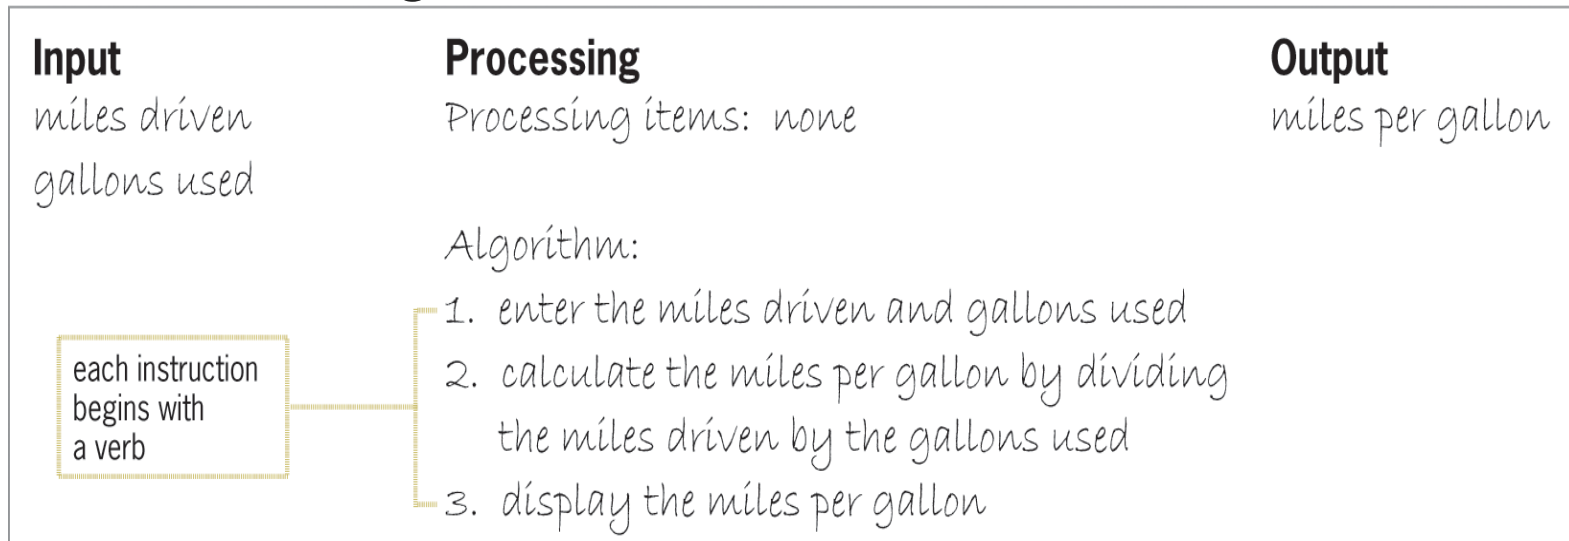 Input
miles driven
gallons used
Processing
Processing items: none
Algorithm:
1. enter the miles driven and gallons used
2. calculate the miles per gallon by dividing
the miles driven by the gallons used
3. display the miles per gallon
each instruction
begins with
a verb
Output
miles per gallon